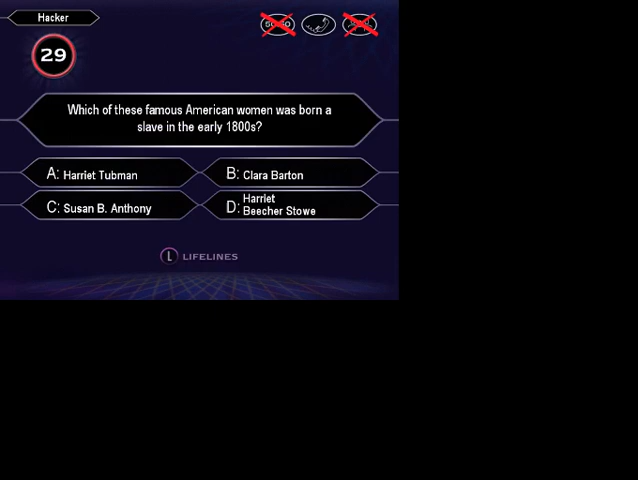 Hacker
50:50
29
Which of these famous American women was born a
slave in the early 1800s?
A: Harriet Tubman
B: Clara Barton
C: Susan B. Anthony
D: Harriet
Beecher Stowe
L LIFELINES